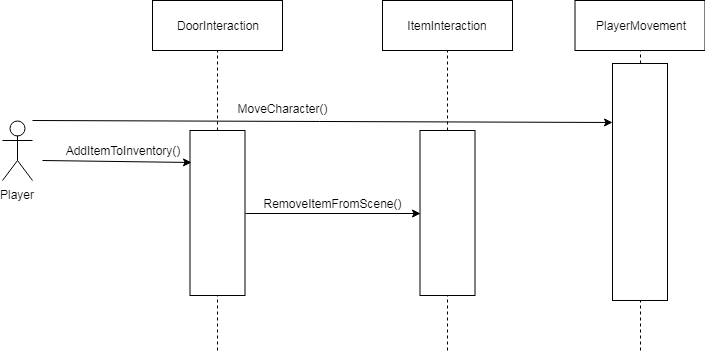 DoorInteraction
ItemInteraction
PlayerMovement
MoveCharacter()
AddItemToInventory()
Player
RemoveItemFromScene()